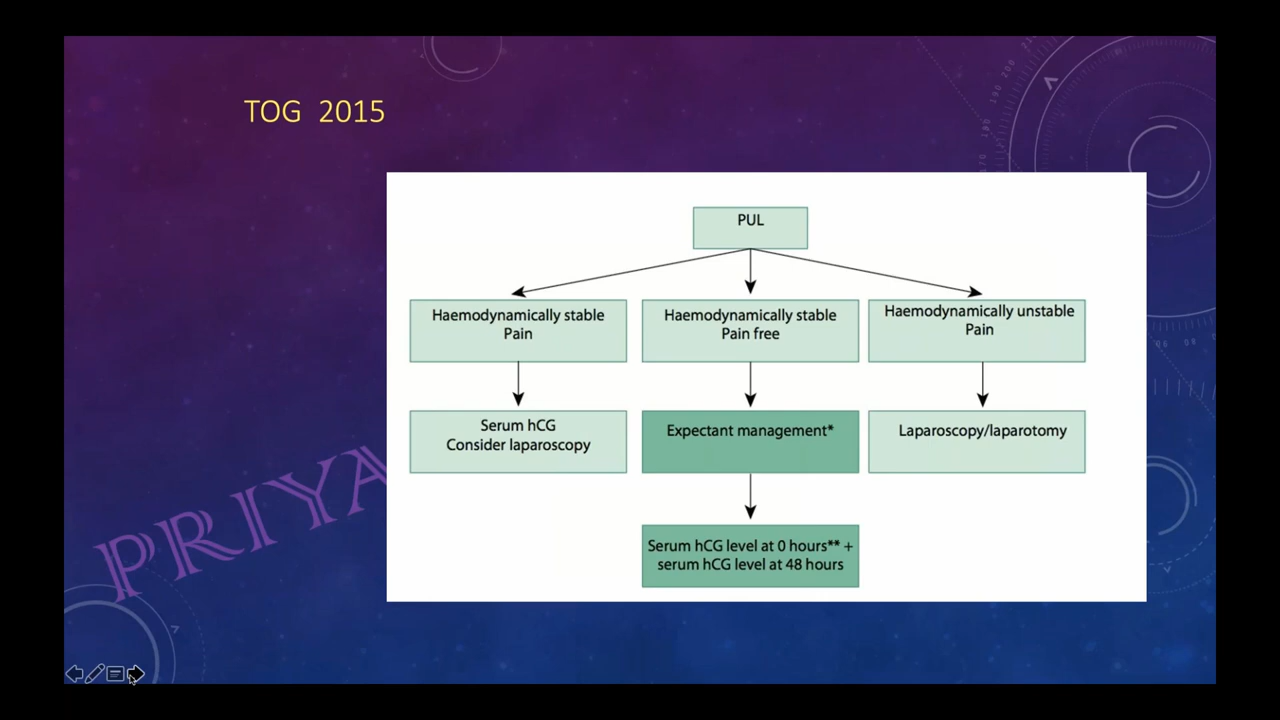 TOG 2015
PUL
Haemodynamically stable
Pain
Haemodynamically stable
Pain free
Haemodynamically unstable
Pain
Serum hCG
Consider laparoscopy
Expectant management*
Laparoscopy/laparotomy
Serum hCG level at 0 hours** +
serum hCG level at 48 hours
PRIYA